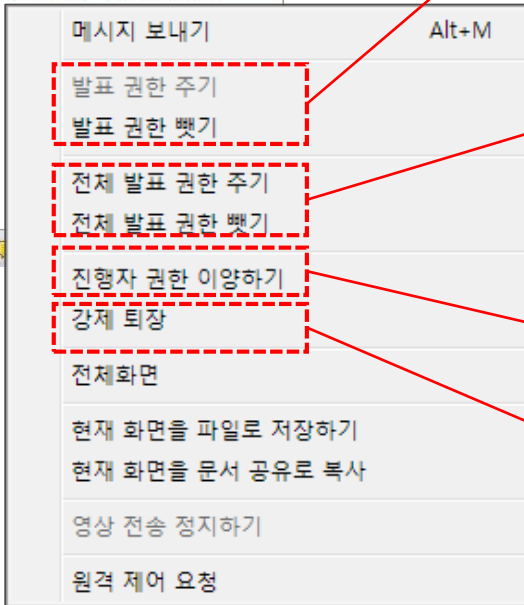 메시지 보내기 Alt+M
발표 권한 주기
발표 권한 뺏기
전체 발표 권한 주기
전체 발표 권한 뺏기
진행자 권한 이양하기
강제 퇴장
전체화면
현재 화면을 파일로 저장하기
현재 화면을 문서 공유로 복사
영상 전송 정지하기
원격 제어 요청